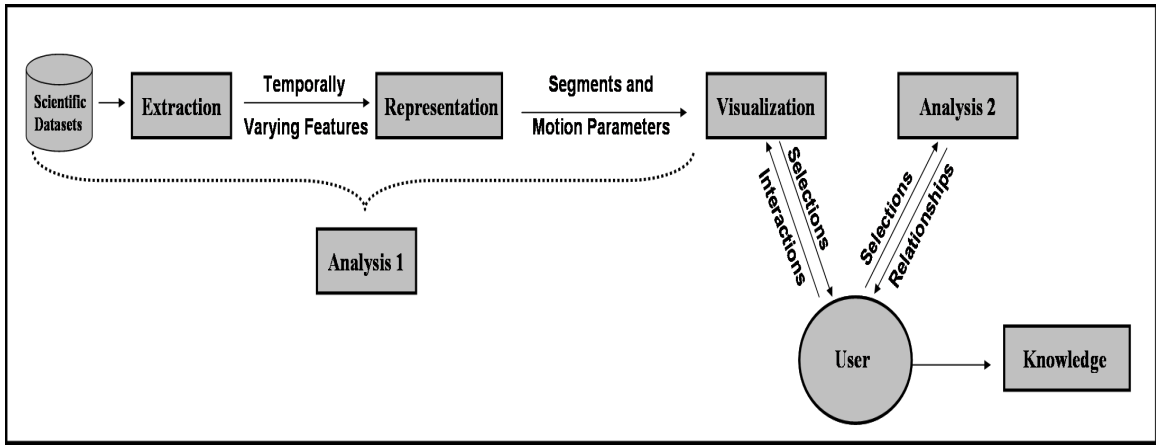 Scientific
Datasets
Extraction
Temporally
Varying Features
Representation
Segments and
Motion Parameters
Visualization
Analysis 2
Analysis 1
Selections
Interactions
Selections
Relationships
User
Knowledge